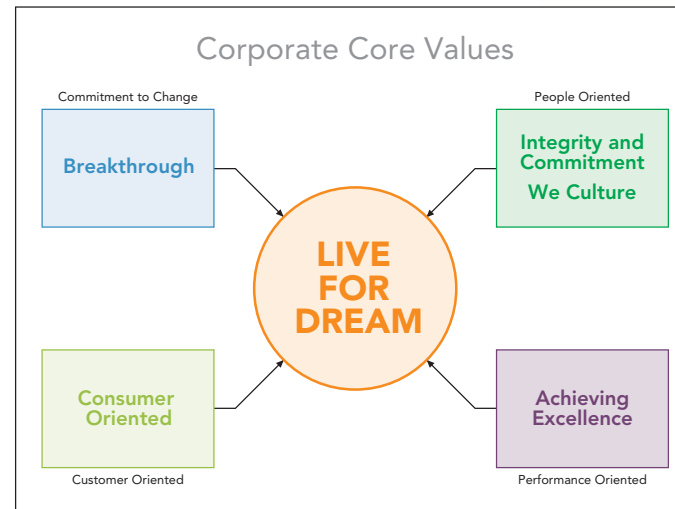 Corporate Core Values
Commitment to Change
Breakthrough
People Oriented
Integrity and
Commitment
We Culture
LIVE
FOR
DREAM
Consumer
Oriented
Customer Oriented
Achieving
Excellence
Performance Oriented